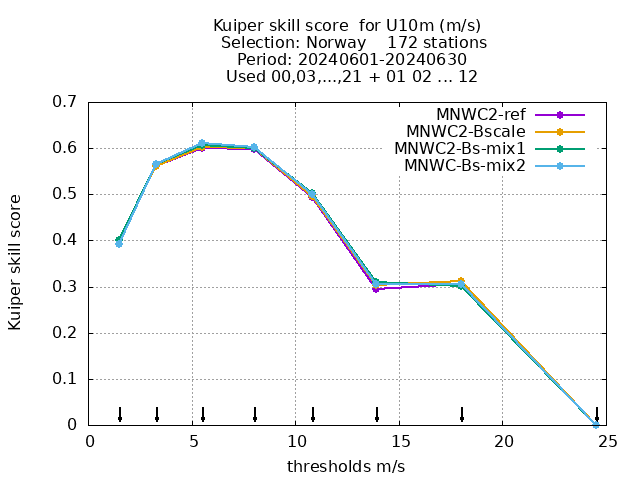 Kuiper skill score  for U10m (m/s)
Selection: Norway    172 stations
Period: 20240601-20240630
Used 00,03,...,21 + 01 02 ... 12
MNWC2-ref
MNWC2-Bscale
MNWC2-Bs-mix1
MNWC-Bs-mix2
Kuiper skill score
0.7
0.6
0.5
0.4
0.3
0.2
0.1
0
0 5 10 15 20 25
thresholds m/s